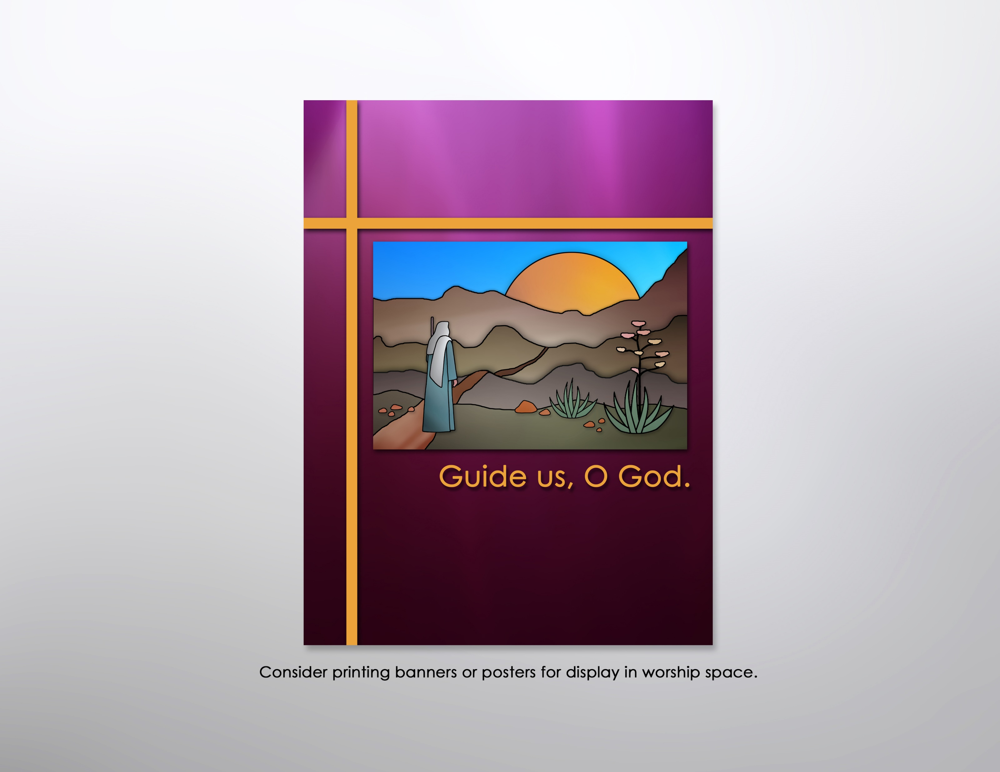 Guide us, O God.
Consider printing banners or posters for display in worship space.